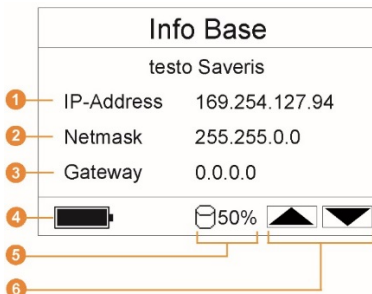 Info Base
testo Saveris
1 IP-Address 169.254.127.94
2 Netmask 255.255.0.0
3 Gateway 0.0.0.0
4 50%
5
6